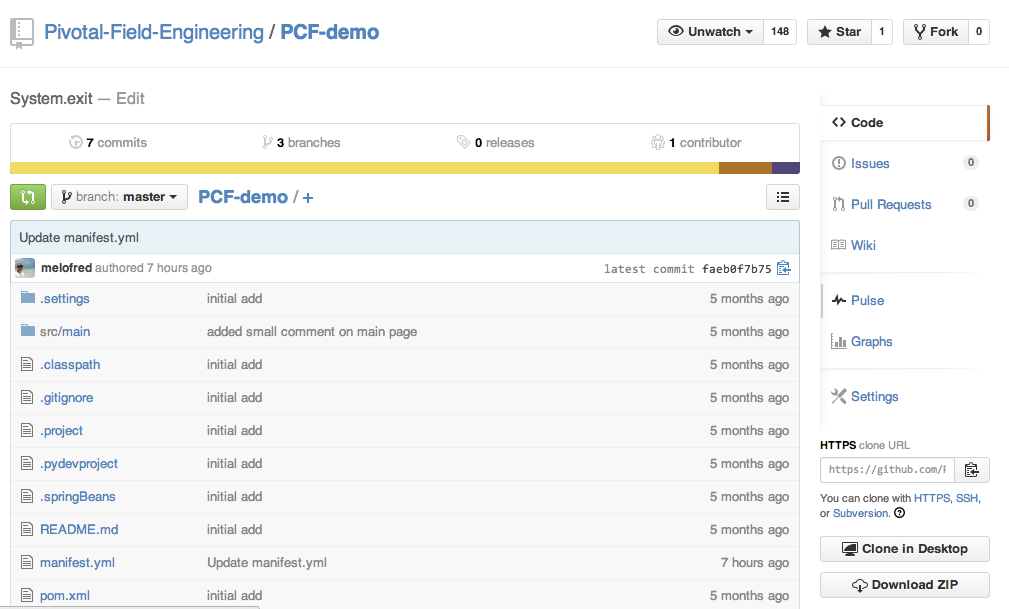 Pivotal-Field-Engineering / PCF-demo
Unwatch 148 Star 1 Fork 0
System.exit — Edit
7 commits 3 branches 0 releases 1 contributor
branch: master PCF-demo / +
Update manifest.yml
melofred authored 7 hours ago latest commit faeb0f7b75
.settings initial add 5 months ago
src/main added small comment on main page 5 months ago
.classpath initial add 5 months ago
.gitignore initial add 5 months ago
.project initial add 5 months ago
.pydevproject initial add 5 months ago
.springBeans initial add 5 months ago
README.md initial add 5 months ago
manifest.yml Update manifest.yml 7 hours ago
pom.xml initial add 5 months ago
Code
Issues 0
Pull Requests 0
Wiki
Pulse
Graphs
Settings
HTTPS clone URL
https://github.com/
You can clone with HTTPS, SSH,
or Subversion.
Clone in Desktop
Download ZIP